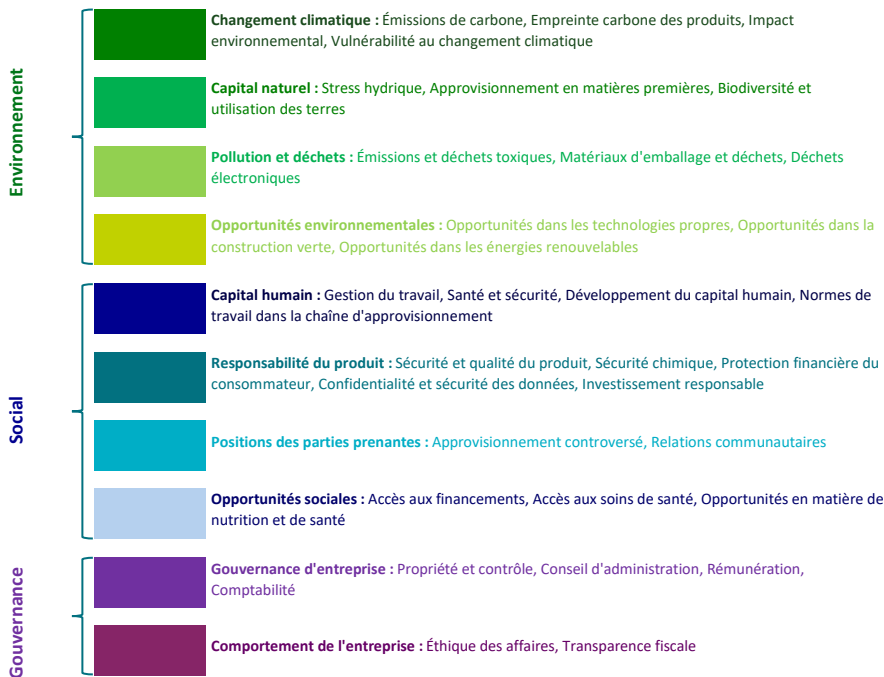 Environnement
Changement climatique : Émissions de carbone, Empreinte carbone des produits, Impact
environnemental, Vulnérabilité au changement climatique
Capital naturel : Stress hydrique, Approvisionnement en matières premières, Biodiversité et
utilisation des terres
Pollution et déchets : Émissions et déchets toxiques, Matériaux d'emballage et déchets, Déchets
électroniques
Opportunités environnementales : Opportunités dans les technologies propres, Opportunités dans la
construction verte, Opportunités dans les énergies renouvelables
Social
Capital humain : Gestion du travail, Santé et sécurité, Développement du capital humain, Normes de
travail dans la chaîne d'approvisionnement
Responsabilité du produit : Sécurité et qualité du produit, Sécurité chimique, Protection financière du
consommateur, Confidentialité et sécurité des données, Investissement responsable
Positions des parties prenantes : Approvisionnement controversé, Relations communautaires
Opportunités sociales : Accès aux financements, Accès aux soins de santé, Opportunités en matière de
nutrition et de santé
Gouvernance
Gouvernance d'entreprise : Propriété et contrôle, Conseil d'administration, Rémunération,
Comptabilité
Comportement de l'entreprise : Éthique des affaires, Transparence fiscale